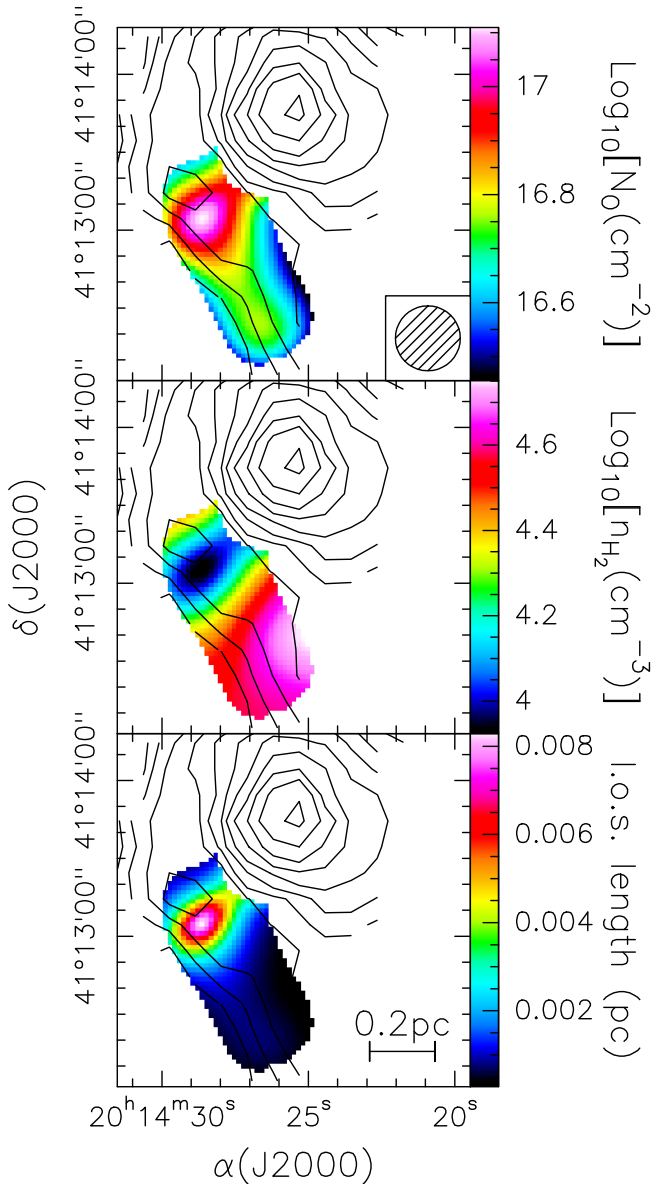 41°14'00"
41°13'00"
17
16.8
16.6
Log₁₀[N_O(cm⁻²)]
41°14'00"
41°13'00"
4.6
4.4
4.2
4
Log₁₀[n_H₂(cm⁻³)]
δ(J2000)
41°14'00"
41°13'00"
0.008
0.006
0.004
0.002
l.o.s. length (pc)
0.2pc
20ʰ14ᵐ30ˢ 25ˢ 20ˢ
α(J2000)